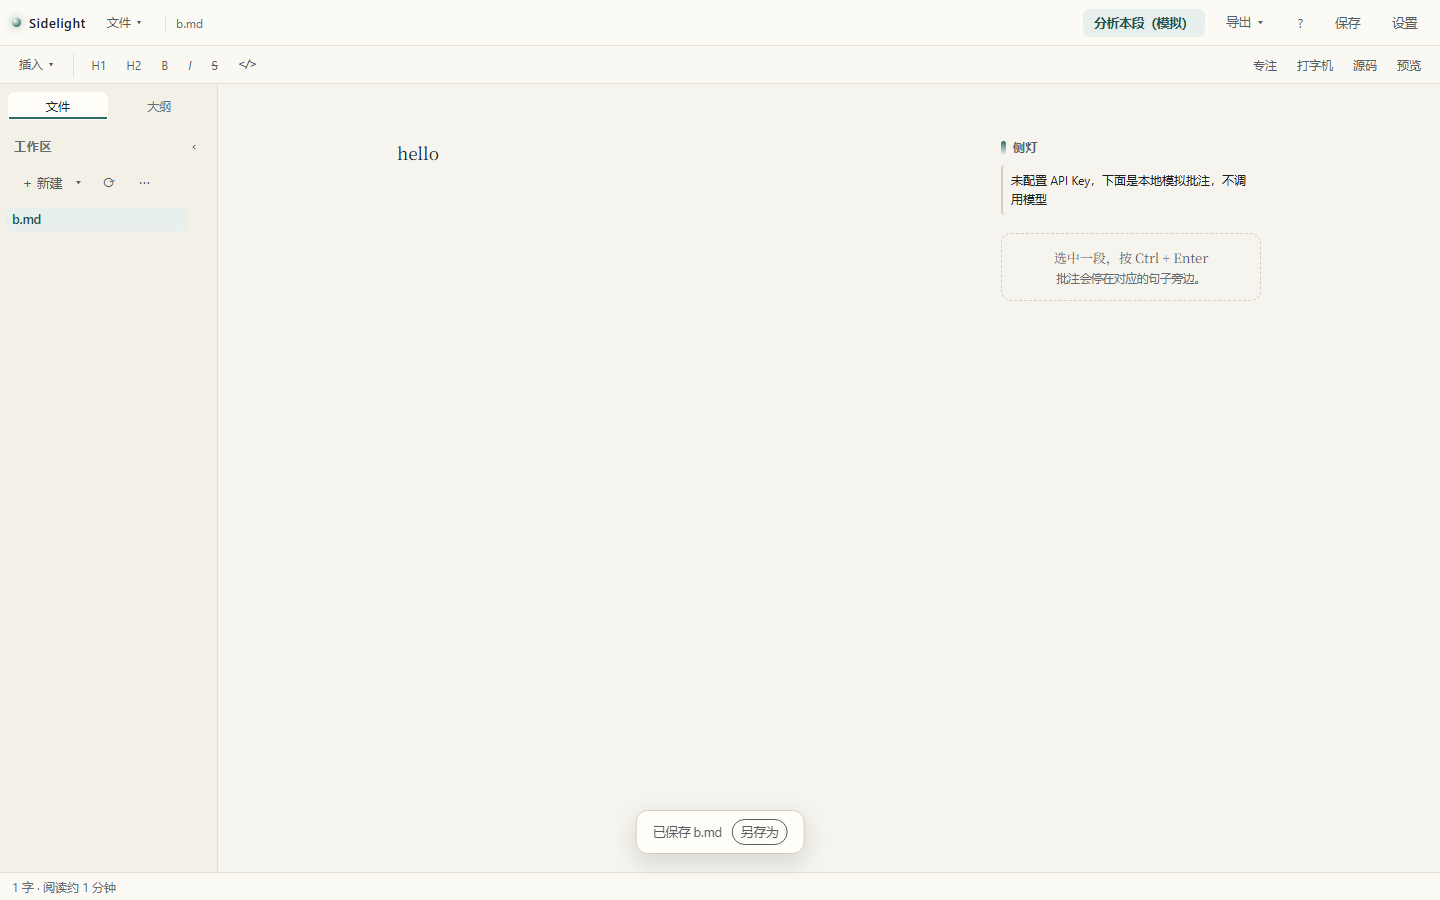 Sidelight 文件 ▾ b.md 分析本段（模拟） 导出 ▾ ? 保存 设置
插入 ▾ H1 H2 B I S </> 专注 打字机 源码 预览
文件 大纲
工作区 ‹
+ 新建 ▾ ⟳ ···
b.md
hello
侧灯
未配置 API Key，下面是本地模拟批注，不调
用模型
选中一段，按 Ctrl + Enter
批注会停在对应的句子旁边。
已保存 b.md 另存为
1 字 · 阅读约 1 分钟